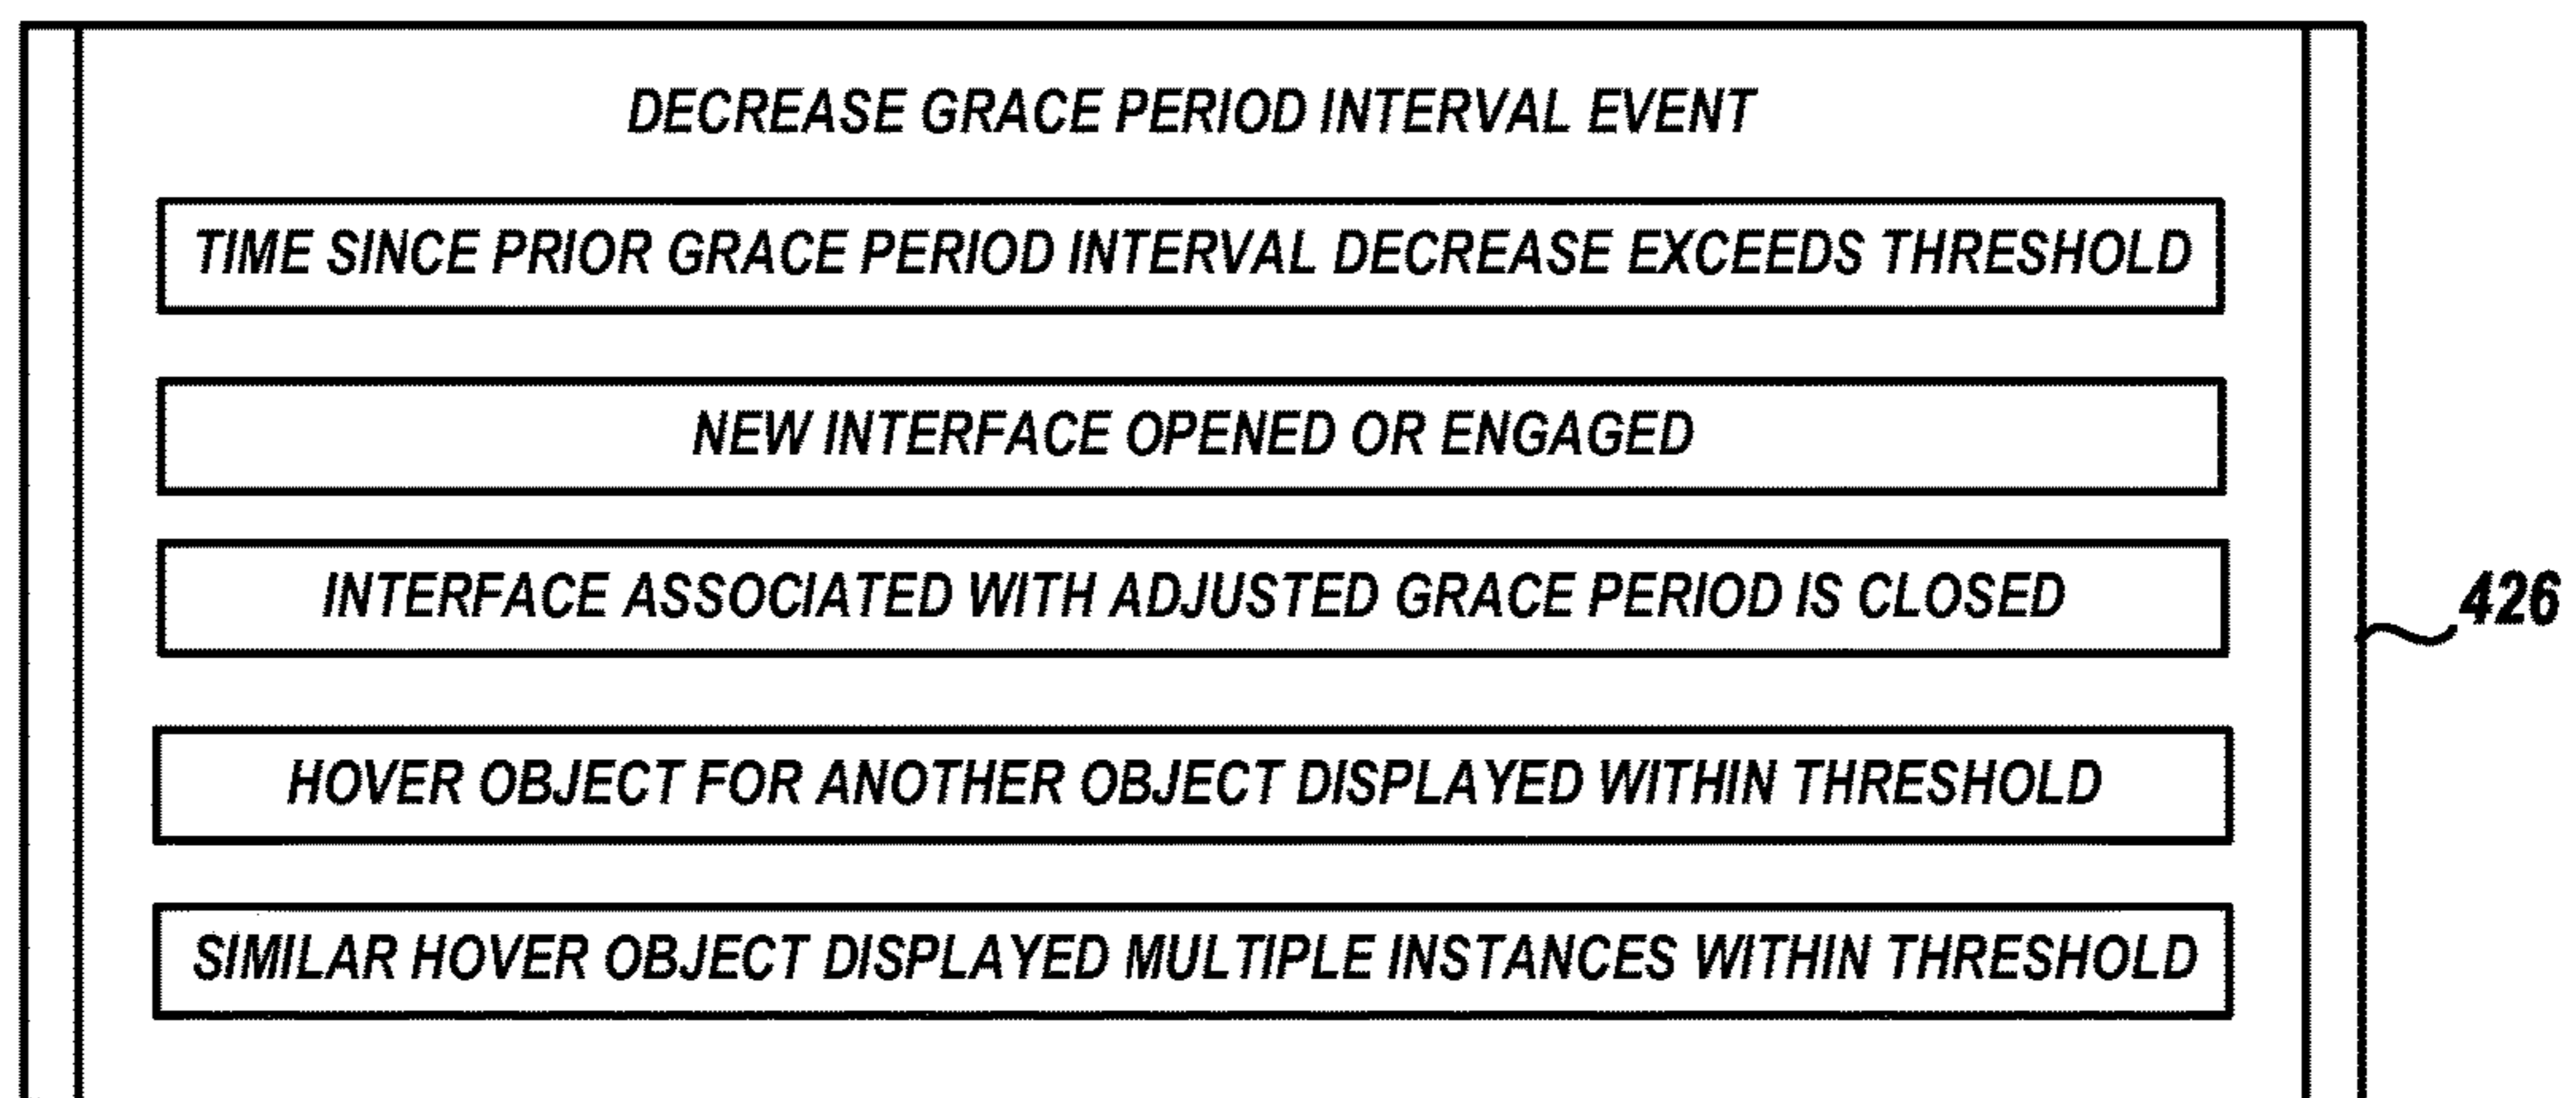 DECREASE GRACE PERIOD INTERVAL EVENT
TIME SINCE PRIOR GRACE PERIOD INTERVAL DECREASE EXCEEDS THRESHOLD
NEW INTERFACE OPENED OR ENGAGED
INTERFACE ASSOCIATED WITH ADJUSTED GRACE PERIOD IS CLOSED
426
HOVER OBJECT FOR ANOTHER OBJECT DISPLAYED WITHIN THRESHOLD
SIMILAR HOVER OBJECT DISPLAYED MULTIPLE INSTANCES WITHIN THRESHOLD